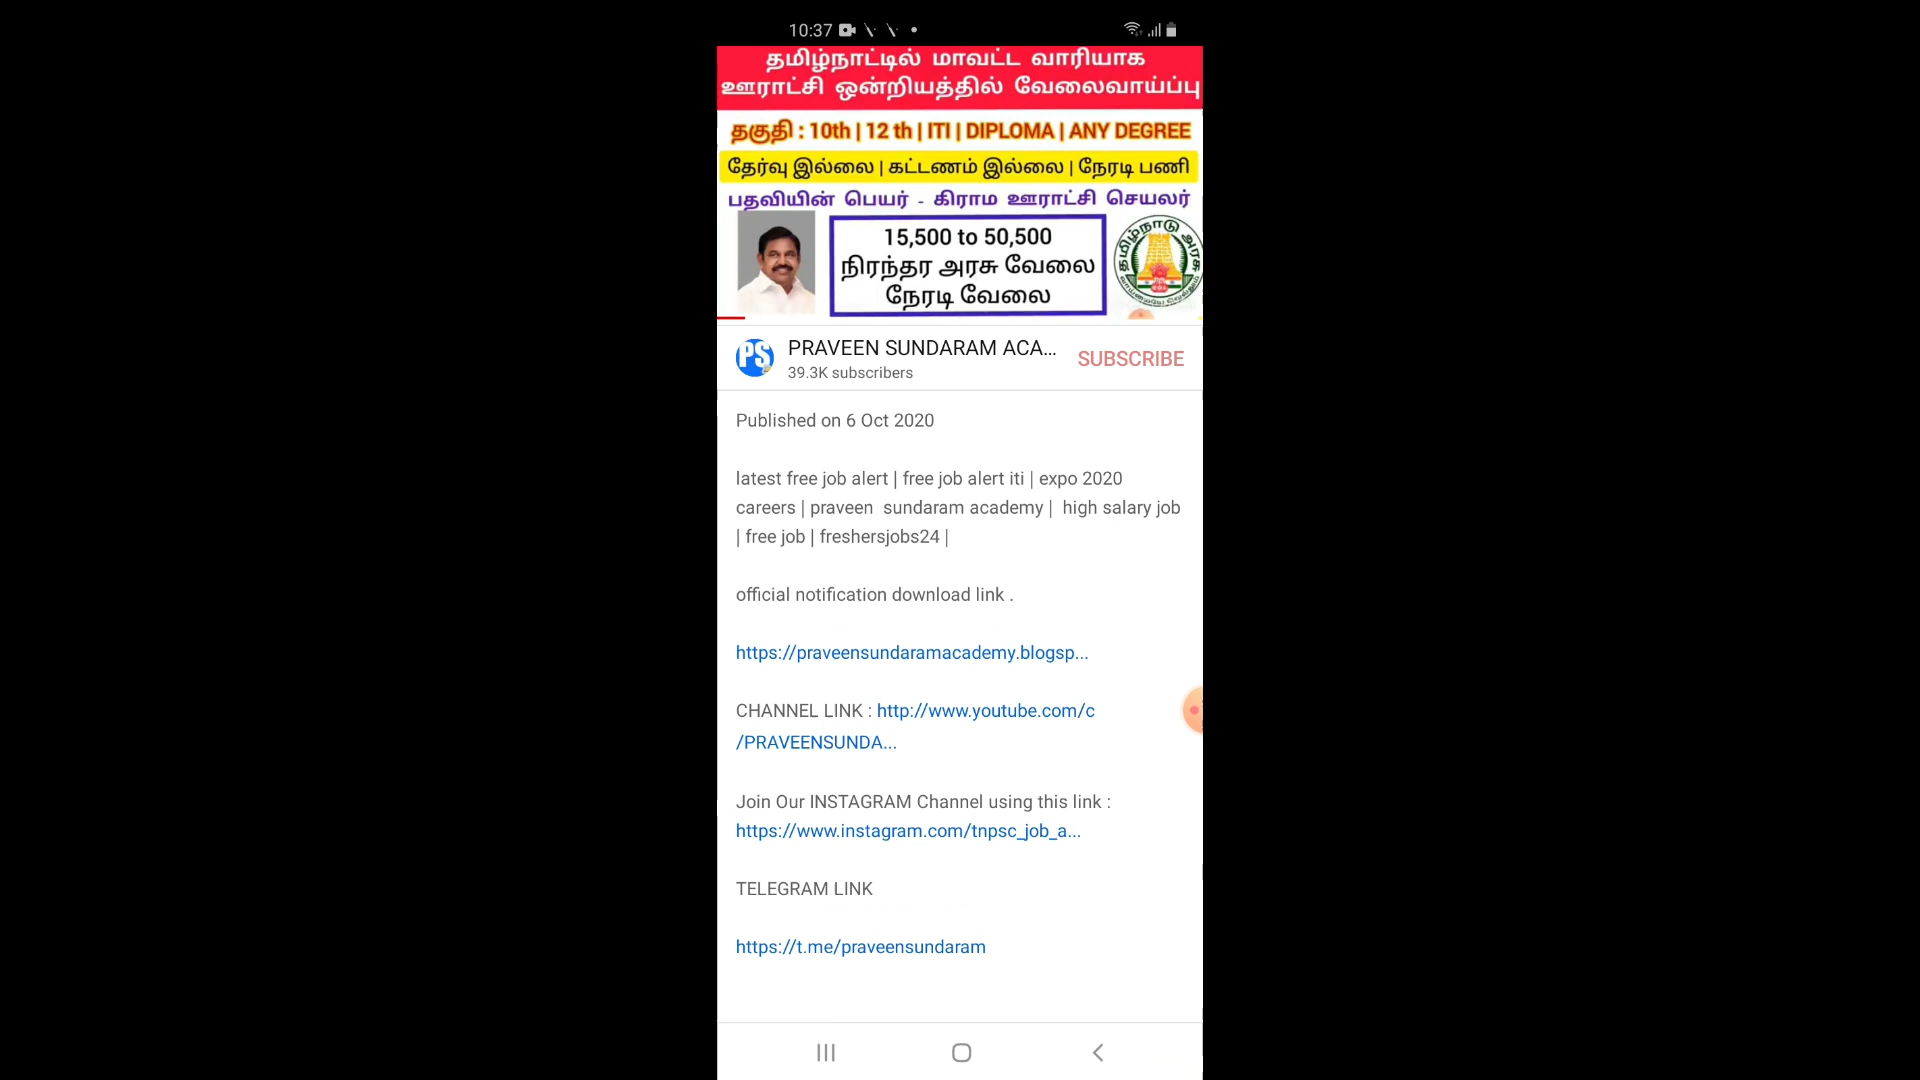 10:37
தமிழ்நாட்டில் மாவட்ட வாரியாக
ஊராட்சி ஒன்றியத்தில் வேலைவாய்ப்பு
தகுதி : 10th | 12 th | ITI | DIPLOMA | ANY DEGREE
தேர்வு இல்லை | கட்டணம் இல்லை | நேரடி பணி
பதவியின் பெயர் - கிராம ஊராட்சி செயலர்
15,500 to 50,500
நிரந்தர அரசு வேலை
நேரடி வேலை
தமிழ்நாடு அரசு
வாய்மையே வெல்லும்
PS
PRAVEEN SUNDARAM ACA...
39.3K subscribers
SUBSCRIBE
Published on 6 Oct 2020
latest free job alert | free job alert iti | expo 2020
careers | praveen sundaram academy | high salary job
| free job | freshersjobs24 |
official notification download link .
https://praveensundaramacademy.blogsp...
CHANNEL LINK : http://www.youtube.com/c
/PRAVEENSUNDA...
Join Our INSTAGRAM Channel using this link :
https://www.instagram.com/tnpsc_job_a...
TELEGRAM LINK
https://t.me/praveensundaram